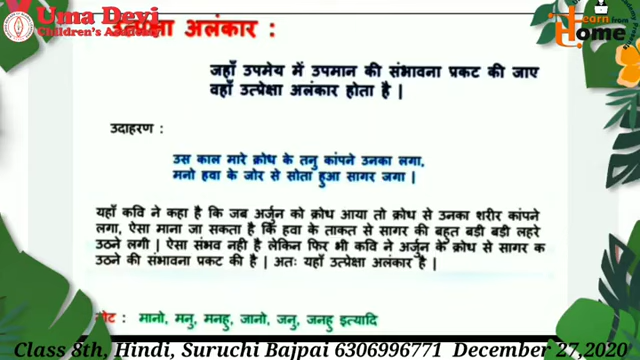 Uma Devi
Children's Academy
Learn from
Home
उत्प्रेक्षा अलंकार :
जहाँ उपमेय में उपमान की संभावना प्रकट की जाए
वहाँ उत्प्रेक्षा अलंकार होता है |
उदाहरण :
उस काल मारे क्रोध के तनु कांपने उनका लगा,
मनो हवा के जोर से सोता हुआ सागर जगा |
यहाँ कवि ने कहा है कि जब अर्जुन को क्रोध आया तो क्रोध से उनका शरीर कांपने
लगा, ऐसा माना जा सकता है कि हवा के ताकत से सागर की बहुत बड़ी बड़ी लहरे
उठने लगी | ऐसा संभव नही है लेकिन फिर भी कवि ने अर्जुन के क्रोध से सागर क
उठने की संभावना प्रकट की है | अतः यहाँ उत्प्रेक्षा अलंकार है |
नोट : मानो, मनु, मनहु, जानो, जनु, जनहु इत्यादि
Class 8th, Hindi, Suruchi Bajpai 6306996771 December 27,2020